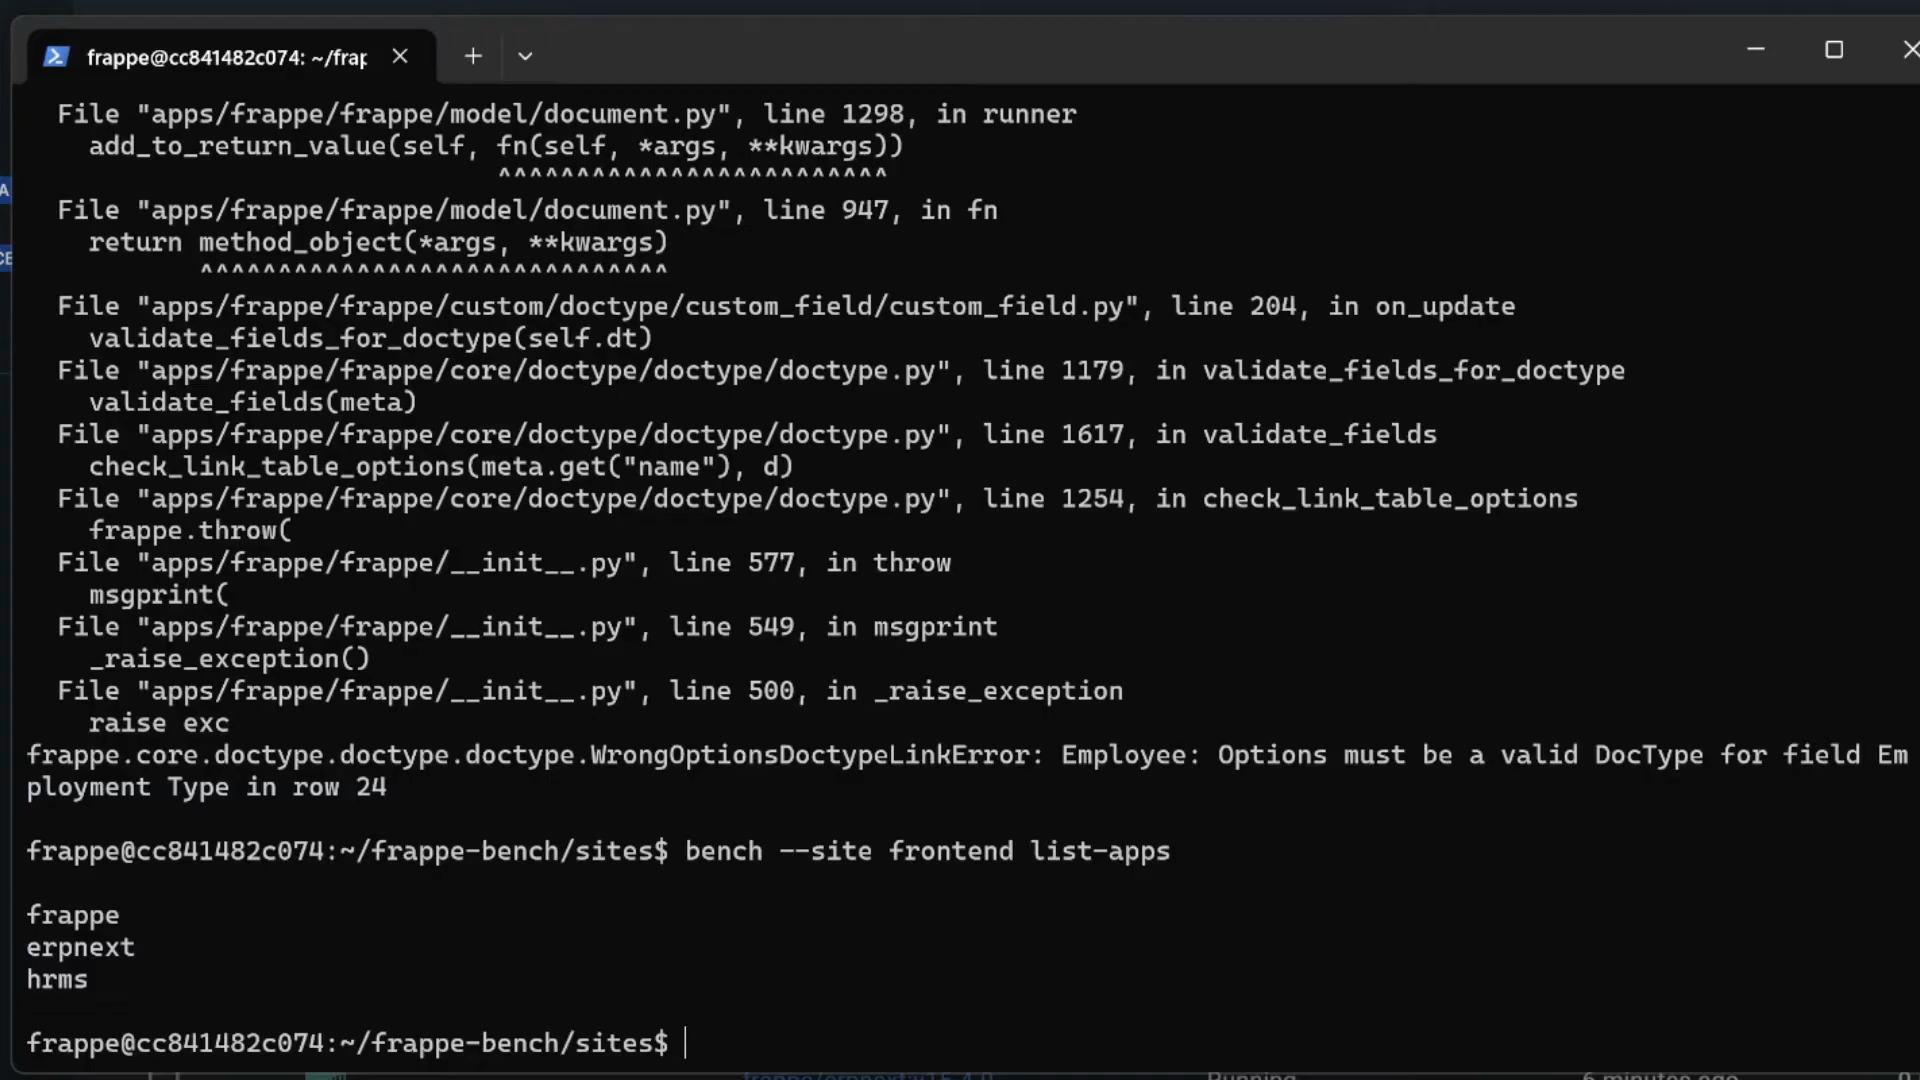 frappe@cc841482c074: ~/frap
File "apps/frappe/frappe/model/document.py", line 1298, in runner
add_to_return_value(self, fn(self, *args, **kwargs))
^^^^^^^^^^^^^^^^^^^^^^^^^
File "apps/frappe/frappe/model/document.py", line 947, in fn
return method_object(*args, **kwargs)
^^^^^^^^^^^^^^^^^^^^^^^^^^^^^^
File "apps/frappe/frappe/custom/doctype/custom_field/custom_field.py", line 204, in on_update
validate_fields_for_doctype(self.dt)
File "apps/frappe/frappe/core/doctype/doctype/doctype.py", line 1179, in validate_fields_for_doctype
validate_fields(meta)
File "apps/frappe/frappe/core/doctype/doctype/doctype.py", line 1617, in validate_fields
check_link_table_options(meta.get("name"), d)
File "apps/frappe/frappe/core/doctype/doctype/doctype.py", line 1254, in check_link_table_options
frappe.throw(
File "apps/frappe/frappe/__init__.py", line 577, in throw
msgprint(
File "apps/frappe/frappe/__init__.py", line 549, in msgprint
_raise_exception()
File "apps/frappe/frappe/__init__.py", line 500, in _raise_exception
raise exc
frappe.core.doctype.doctype.doctype.WrongOptionsDoctypeLinkError: Employee: Options must be a valid DocType for field Em
ployment Type in row 24
frappe@cc841482c074:~/frappe-bench/sites$ bench --site frontend list-apps
frappe
erpnext
hrms
frappe@cc841482c074:~/frappe-bench/sites$